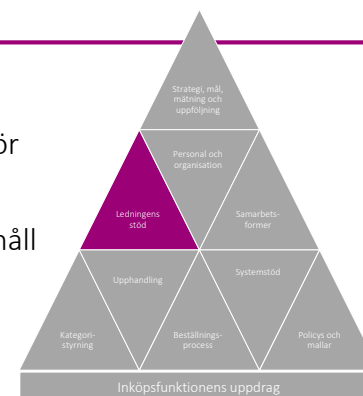 Strategi, mål,
mätning och
uppföljning
ör
Personal och
organisation
Ledningens
stöd
Samarbets-
former
håll
Upphandling
Systemstöd
Kategori-
styrning
Beställnings-
process
Policys och
mallar
Inköpsfunktionens uppdrag